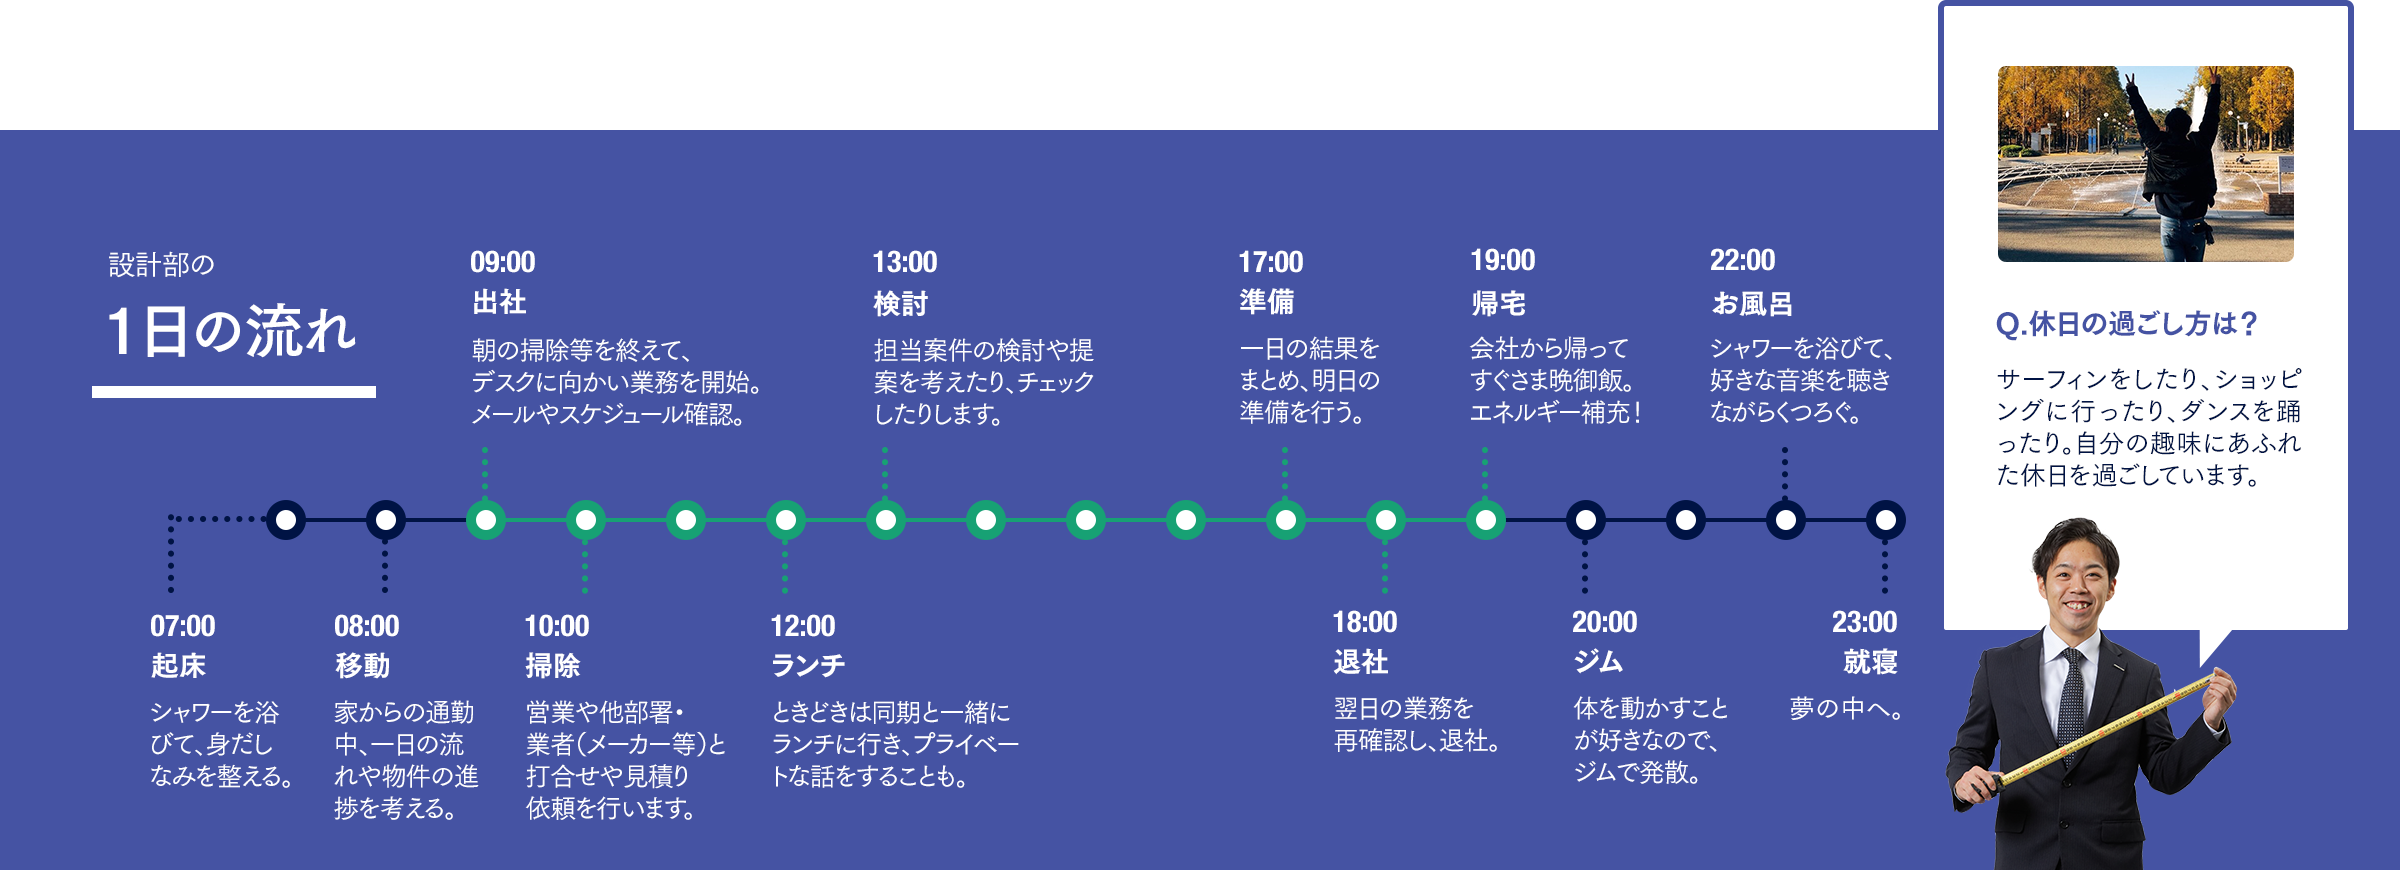 設計部の
1日の流れ
09:00
出社
朝の掃除等を終えて、
デスクに向かい業務を開始。
メールやスケジュール確認。
13:00
検討
担当案件の検討や提
案を考えたり、チェック
したりします。
17:00
準備
一日の結果を
まとめ、明日の
準備を行う。
19:00
帰宅
会社から帰って
すぐさま晩御飯。
エネルギー補充！
22:00
お風呂
シャワーを浴びて、
好きな音楽を聴き
ながらくつろぐ。
07:00
起床
シャワーを浴
びて、身だし
なみを整える。
08:00
移動
家からの通勤
中、一日の流
れや物件の進
捗を考える。
10:00
掃除
営業や他部署・
業者（メーカー等）と
打合せや見積り
依頼を行います。
12:00
ランチ
ときどきは同期と一緒に
ランチに行き、プライベー
トな話をすることも。
18:00
退社
翌日の業務を
再確認し、退社。
20:00
ジム
体を動かすこと
が好きなので、
ジムで発散。
23:00
就寝
夢の中へ。
Q.休日の過ごし方は？
サーフィンをしたり、ショッピ
ングに行ったり、ダンスを踊
ったり。自分の趣味にあふれ
た休日を過ごしています。